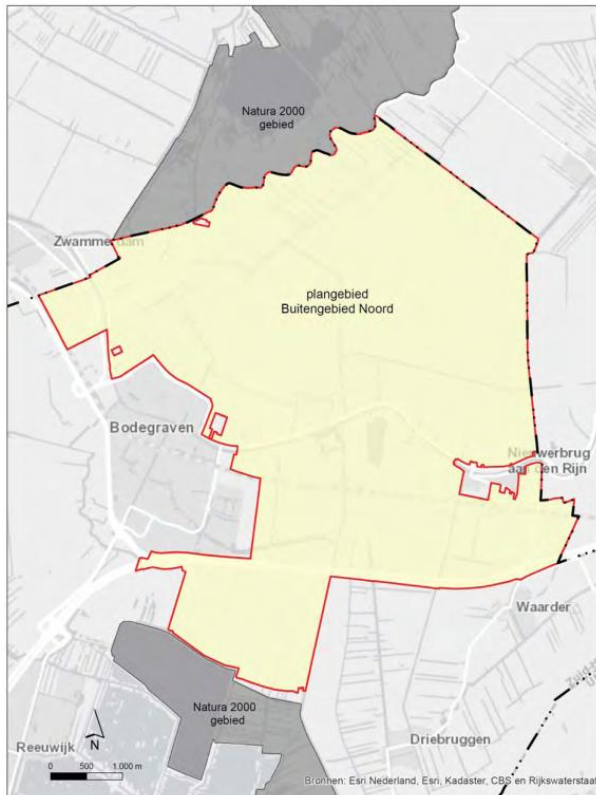 Natura 2000
gebied
Zwammerdam
plangebied
Buitengebied Noord
Bodegraven
Nieuwerbrug
aan den Rijn
Waarder
Natura 2000
gebied
Reeuwijk
N
Driebruggen
0 500 1.000 m
Bronnen: Esri Nederland, Esri, Kadaster, CBS en Rijkswaterstaat